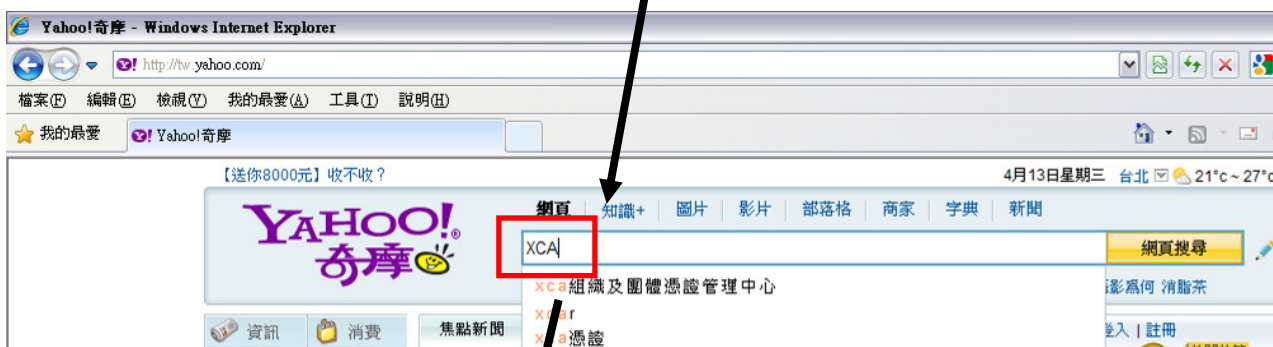 Yahoo!奇摩 - Windows Internet Explorer
http://tw.yahoo.com/
檔案(F) 編輯(E) 檢視(V) 我的最愛(A) 工具(T) 說明(H)
我的最愛 Yahoo!奇摩
【送你8000元】收不收？ 4月13日星期三 台北 21°c~27°c
YAHOO!® 奇摩
網頁 知識+ 圖片 影片 部落格 商家 字典 新聞
XCA 網頁搜尋
xca組織及團體憑證管理中心
影為何 消脂茶
xcar
資訊 消費 焦點新聞 xca憑證 登入 | 註冊